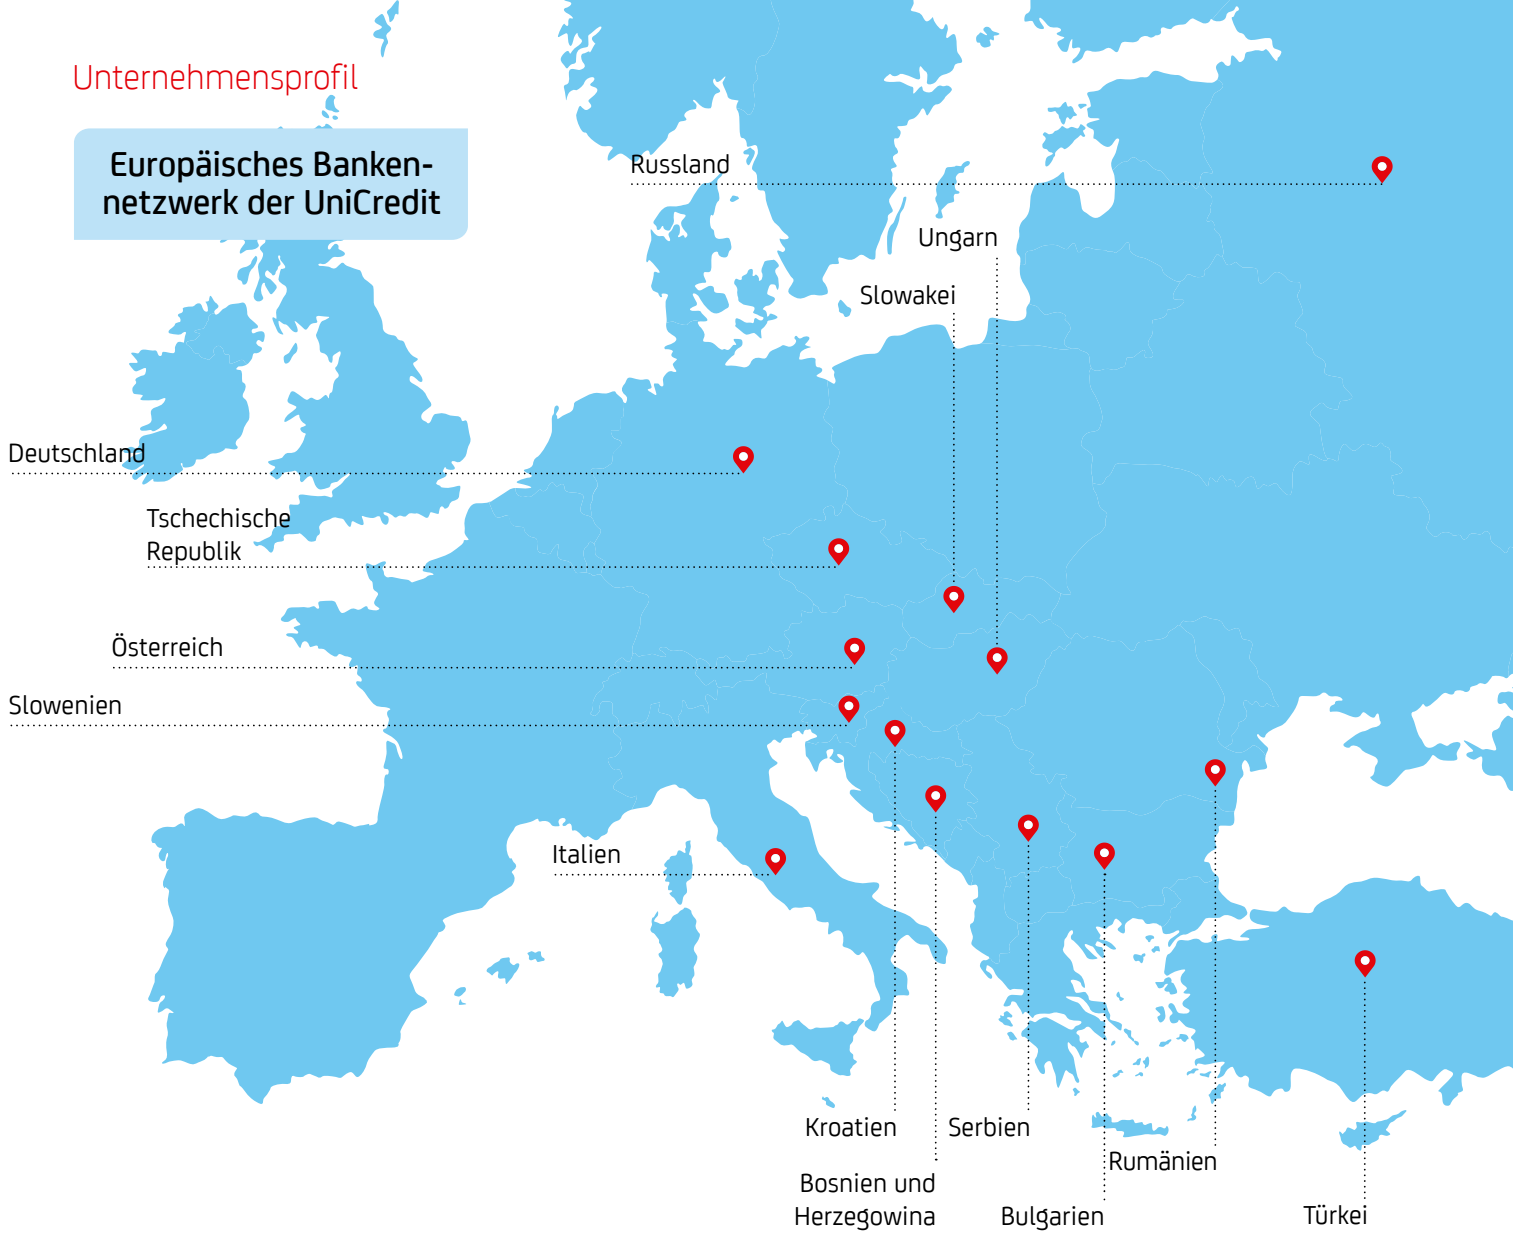 Unternehmensprofil
Europäisches Banken-
netzwerk der UniCredit
Russland
Ungarn
Slowakei
Deutschland
Tschechische
Republik
Österreich
Slowenien
Italien
Kroatien
Serbien
Rumänien
Bosnien und
Herzegowina
Bulgarien
Türkei